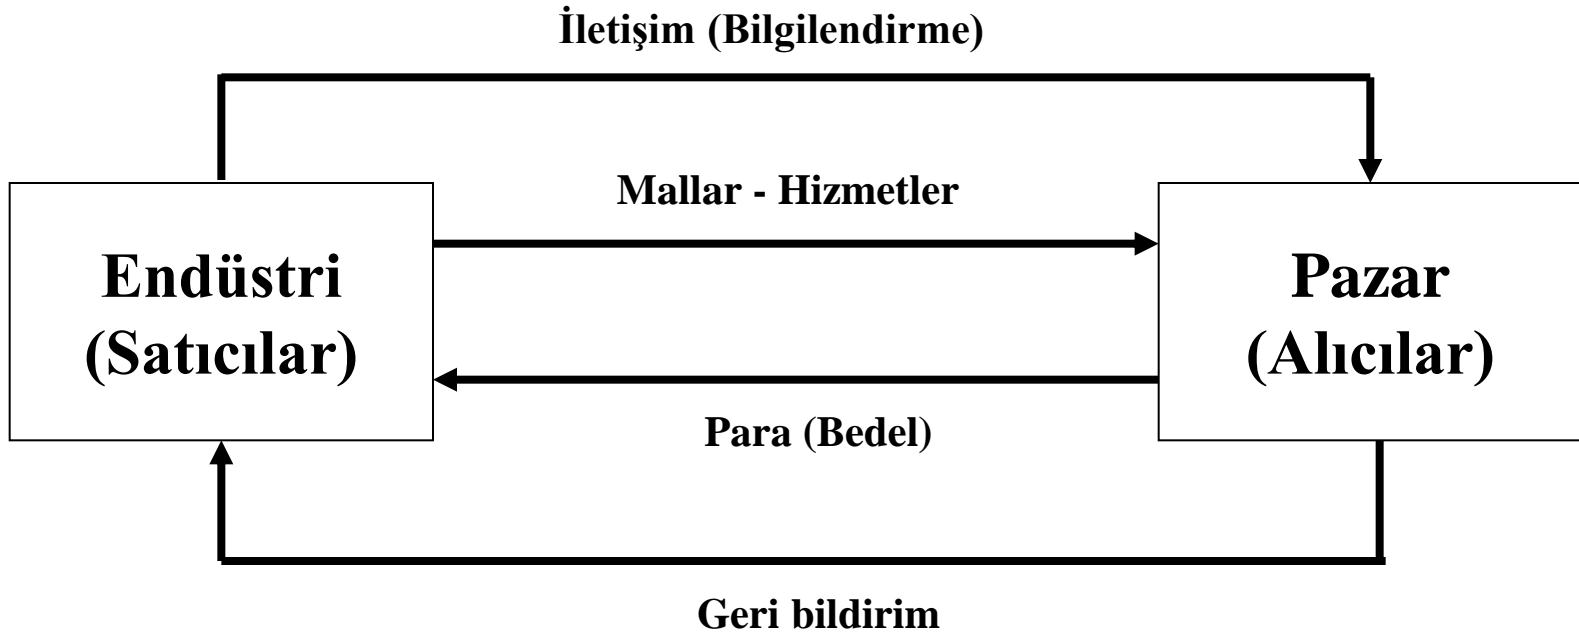 İletişim (Bilgilendirme)
Mallar - Hizmetler
Endüstri
(Satıcılar)
Pazar
(Alıcılar)
Para (Bedel)
Geri bildirim